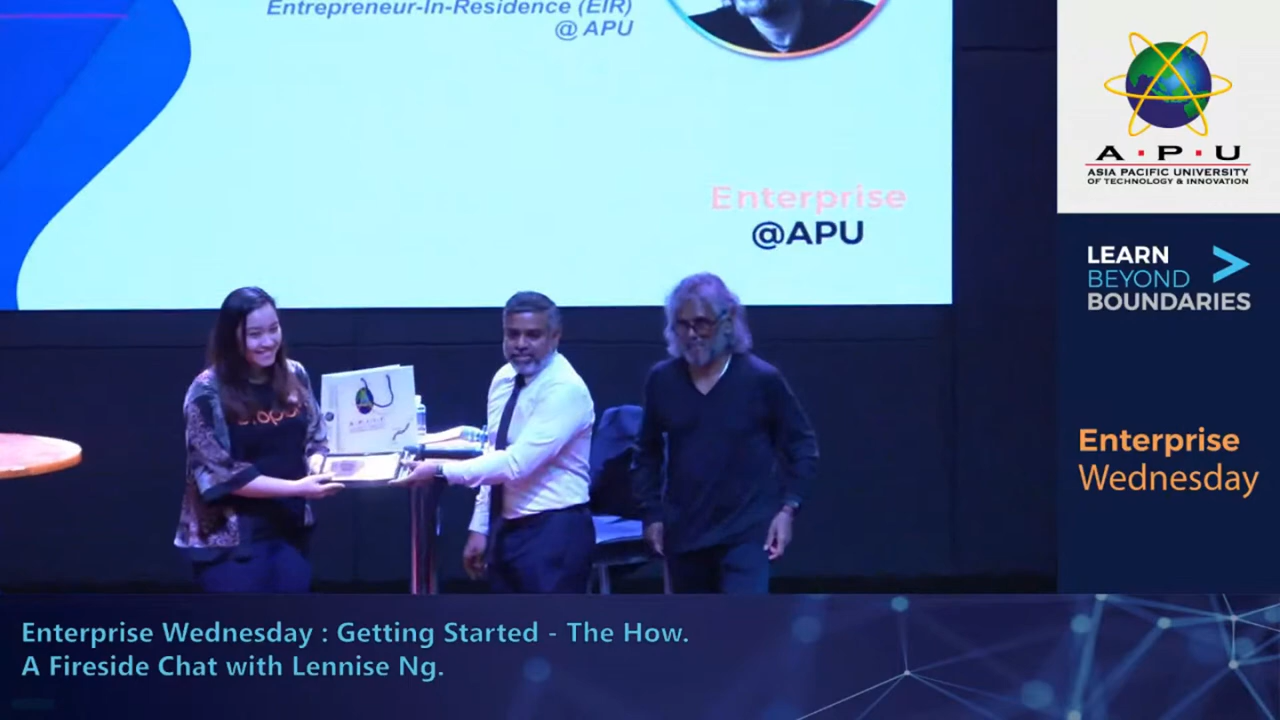 Entrepreneur-In-Residence (EIR)
@ APU
Enterprise
@APU
A·P·U
ASIA PACIFIC UNIVERSITY
OF TECHNOLOGY & INNOVATION
LEARN
BEYOND
BOUNDARIES
Enterprise
Wednesday
A·P·U
Enterprise Wednesday : Getting Started - The How.
A Fireside Chat with Lennise Ng.